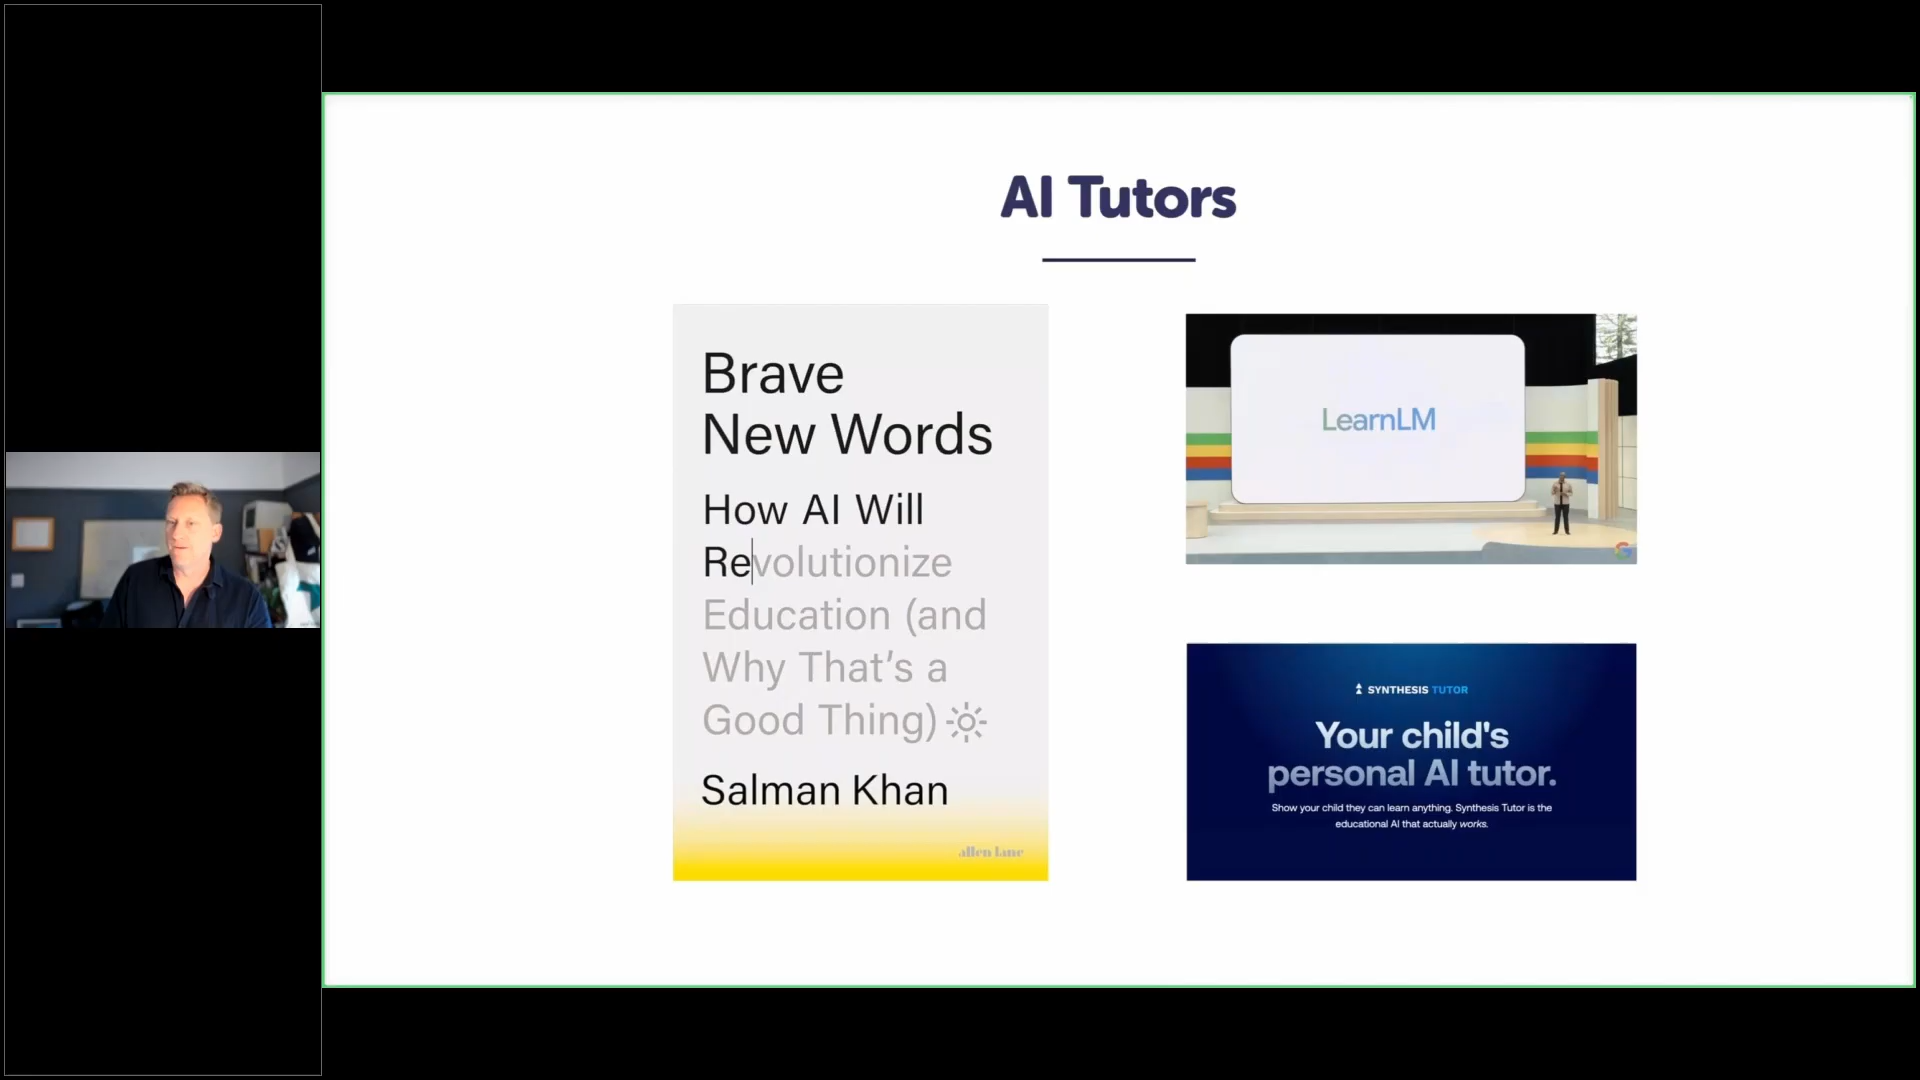 AI Tutors
Brave
New Words
How AI Will
Revolutionize
Education (and
Why That's a
Good Thing)
Salman Khan
allen lane
LearnLM
G
SYNTHESIS TUTOR
Your child's
personal AI tutor.
Show your child they can learn anything. Synthesis Tutor is the
educational AI that actually works.